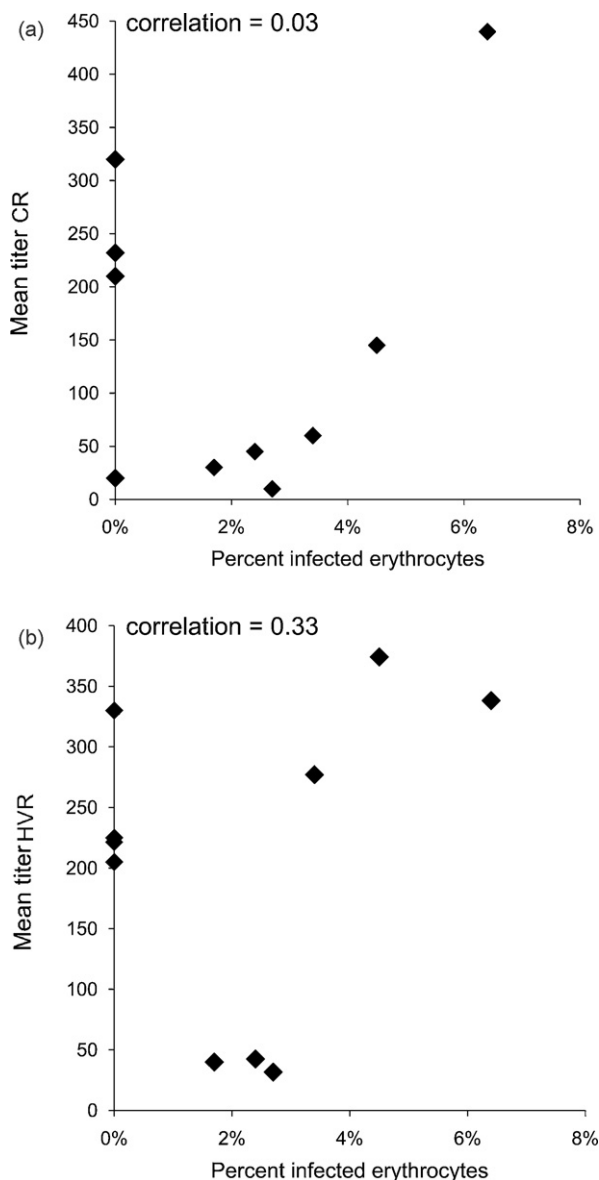 (a) correlation = 0.03
450
400
350
300
250
200
150
100
50
0
Mean titer CR
0% 2% 4% 6% 8%
Percent infected erythrocytes
(b) correlation = 0.33
400
350
300
250
200
150
100
50
0
Mean titer HVR
0% 2% 4% 6% 8%
Percent infected erythrocytes